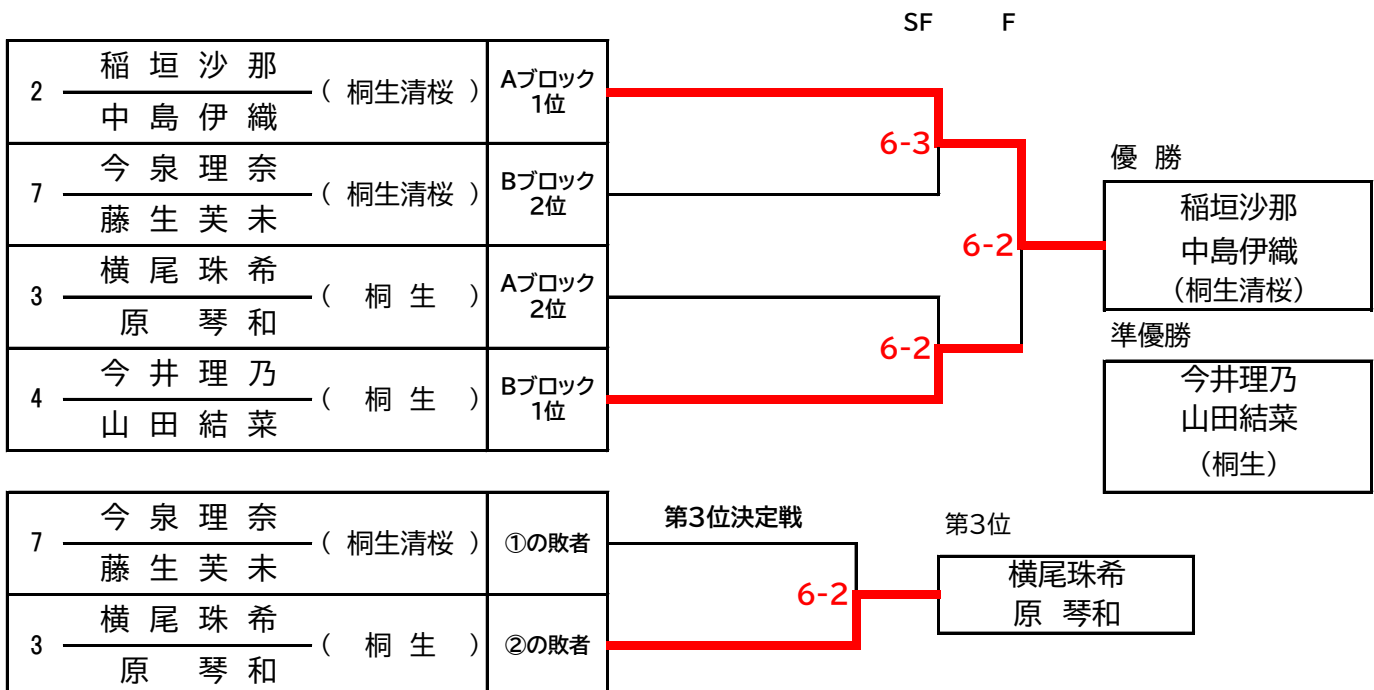 SF F
2 稲垣沙那 (桐生清桜) Aブロック
中島伊織 1位
6-3
7 今泉理奈 (桐生清桜) Bブロック
藤生芙未 2位
優勝
稲垣沙那
中島伊織
(桐生清桜)
6-2
3 横尾珠希 (桐生) Aブロック
原 琴和 2位
6-2
4 今井理乃 (桐生) Bブロック
山田結菜 1位
準優勝
今井理乃
山田結菜
(桐生)
7 今泉理奈 (桐生清桜) ①の敗者
藤生芙未
第3位決定戦
第3位
6-2
横尾珠希
原 琴和
3 横尾珠希 (桐生) ②の敗者
原 琴和